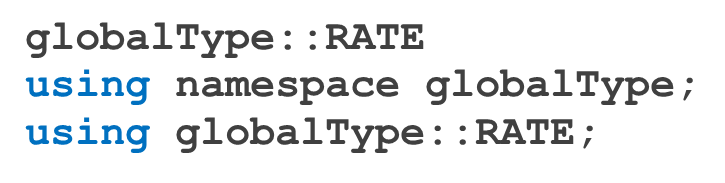 globalType::RATE
using namespace globalType;
using globalType::RATE;